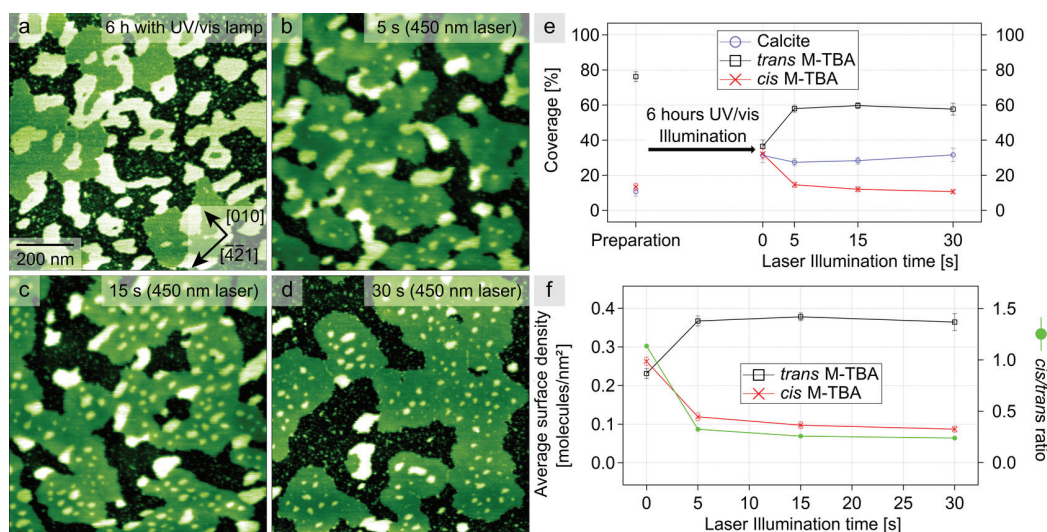 a
6 h with UV/vis lamp
[010]
[4̄2̄1]
200 nm
b
5 s (450 nm laser)
c
15 s (450 nm laser)
d
30 s (450 nm laser)
e
Calcite
trans M-TBA
cis M-TBA
6 hours UV/vis
Illumination
Coverage [%]
100
80
60
40
20
0
100
80
60
40
20
0
Preparation
0
5
15
30
Laser Illumination time [s]
f
trans M-TBA
cis M-TBA
Average surface density
[molecules/nm²]
0.4
0.3
0.2
0.1
0.0
1.5
1.0
0.5
0.0
cis/trans ratio
0
5
10
15
20
25
30
Laser Illumination time [s]